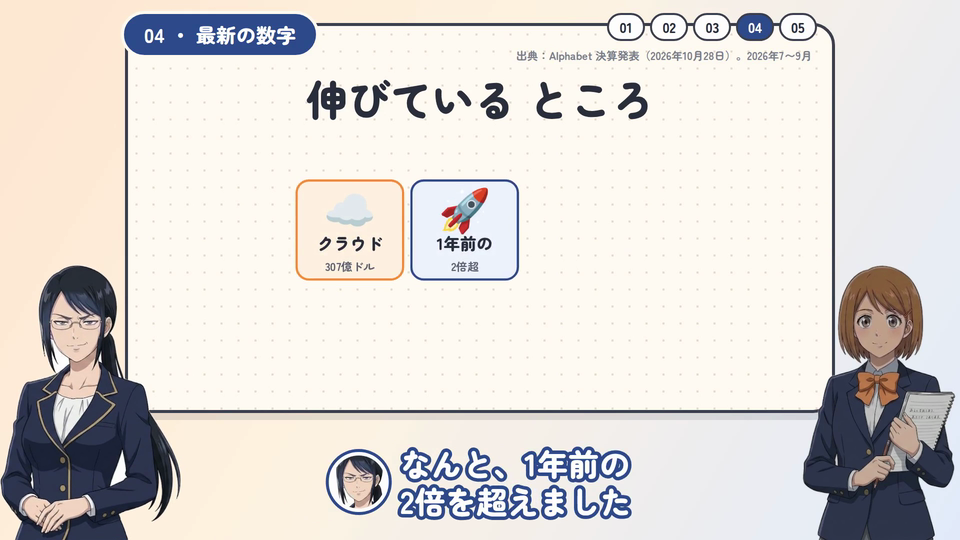 04 ・ 最新の数字
01 02 03 04 05
出典：Alphabet 決算発表（2026年10月28日）。2026年7〜9月
伸びている ところ
クラウド
307億ドル
1年前の
2倍超
なんと、1年前の
2倍を超えました